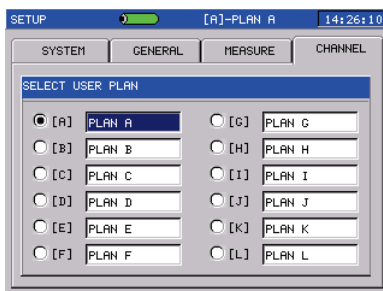 SETUP [A]-PLAN A 14:26:10
SYSTEM GENERAL MEASURE CHANNEL
SELECT USER PLAN
[A] PLAN A [G] PLAN G
[B] PLAN B [H] PLAN H
[C] PLAN C [I] PLAN I
[D] PLAN D [J] PLAN J
[E] PLAN E [K] PLAN K
[F] PLAN F [L] PLAN L